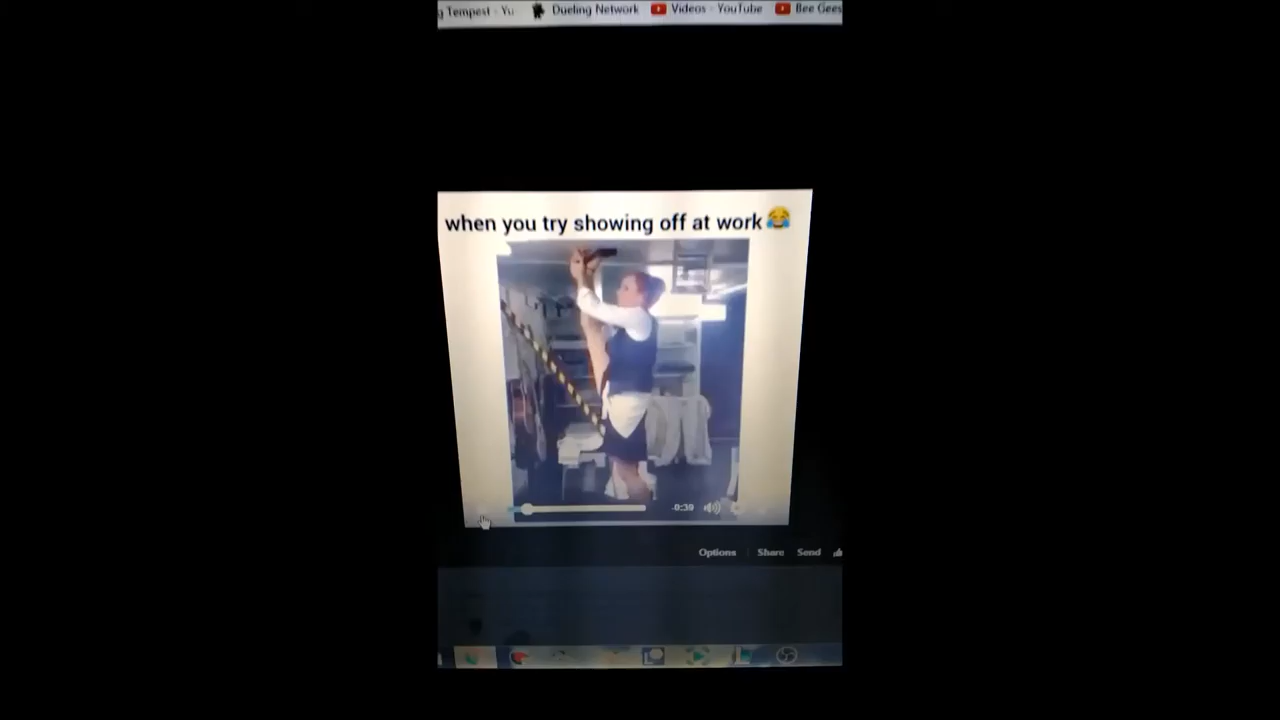 g Tempest - Yu Dueling Network Videos - YouTube Bee Gees
when you try showing off at work😂
-0:39
Options Share Send